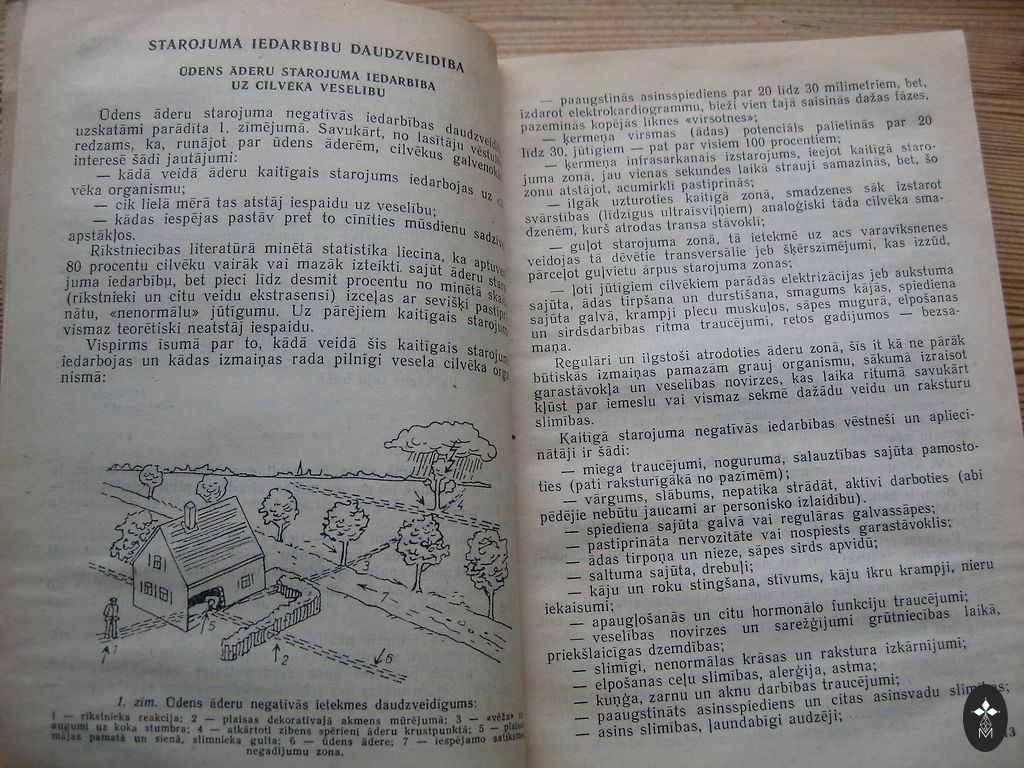 STAROJUMA IEDARBĪBU DAUDZVEIDĪBA
ŪDENS ĀDERU STAROJUMA IEDARBĪBA
UZ CILVĒKA VESELĪBU
Ūdens āderu starojuma negatīvās iedarbības
uzskatāmi parādīta 1. zīmējumā. Savukārt, no lasītāju
redzams, ka, runājot par ūdens āderēm, cilvēkus
interesē šādi jautājumi:
— kādā veidā āderu kaitīgais starojums iedarbojas uz
vēka organismu;
— cik lielā mērā tas atstāj iespaidu uz veselību;
— kādas iespējas pastāv pret to cīnīties mūsdienu
apstākļos.
Rīkstniecības literatūrā minētā statistika liecina, ka
80 procentu cilvēku vairāk vai mazāk izteikti sajūt āderu
juma iedarbību, bet pieci līdz desmit procentu no minētā
(rīkstnieki un citu veidu ekstrasensi) izceļas ar sevišķi
nātu, «nenormālu» jūtīgumu. Uz pārējiem kaitīgais
vismaz teorētiski neatstāj iespaidu.
Vispirms īsumā par to, kādā veidā šis kaitīgais
iedarbojas un kādas izmaiņas rada pilnīgi vesela cilvēka
nismā:
1
2
3
5
6
7
1. zīm. Ūdens āderu negatīvās ietekmes daudzveidīgums:
1 — rīkstnieka reakcija; 2 — plaisas dekoratīvajā akmens mūrējumā; 3 — «vēža»
augumi uz koka stumbra; 4 — atkārtoti zibens spērieni āderu krustpunktā; 5 —
mājas pamatā un sienā, slimnieka gulta; 6 — ūdens ādere; 7 — iespējamo
negadījumu zona.
— paaugstinās asinsspiediens par 20 līdz 30 milimetriem, bet,
izdarot elektrokardiogrammu, bieži vien tajā saīsinās dažas fāzes,
pazeminās kopējās līknes «virsotnes»;
— ķermeņa virsmas (ādas) potenciāls palielinās par 20
līdz 30, jūtīgiem — pat par visiem 100 procentiem;
— ķermeņa infrasarkanais izstarojums, ieejot kaitīgā staro-
juma zonā, jau vienas sekundes laikā strauji samazinās, bet, šo
zonu atstājot, acumirklī pastiprinās;
— ilgāk uzturoties kaitīgā zonā, smadzenes sāk izstarot
svārstības (līdzīgus ultraīsviļņiem) analoģiski tāda cilvēka sma-
dzenēm, kurš atrodas transa stāvoklī;
— guļot starojuma zonā, tā ietekmē uz acs varavīksnenes
veidojas tā dēvētie transversālie jeb šķērszīmējumi, kas izzūd,
pārceļot guļvietu ārpus starojuma zonas;
— ļoti jūtīgiem cilvēkiem parādās elektrizācijas jeb aukstuma
sajūta, ādas tirpšana un durstīšana, smagums kājās, spiediena
sajūta galvā, krampji plecu muskuļos, sāpes mugurā, elpošanas
un sirdsdarbības ritma traucējumi, retos gadījumos — bezsa-
maņa.
Regulāri un ilgstoši atrodoties āderu zonā, šīs it kā ne pārāk
būtiskās izmaiņas pamazām grauj organismu, sākumā izraisot
garastāvokļa un veselības novirzes, kas laika ritumā savukārt
kļūst par iemeslu vai vismaz sekmē dažādu veidu un raksturu
slimības.
Kaitīgā starojuma negatīvās iedarbības vēstneši un aplieci-
nātāji ir šādi:
— miega traucējumi, noguruma, salauztības sajūta pamosto-
ties (pati raksturīgākā no pazīmēm);
— vārgums, slābums, nepatika strādāt, aktīvi darboties (abi
pēdējie nebūtu jaucami ar personisko izlaidību).
— spiediena sajūta galvā vai regulāras galvassāpes;
— pastiprināta nervozitāte vai nospiests garastāvoklis;
— ādas tirpoņa un nieze, sāpes sirds apvidū;
— saltuma sajūta, drebuļi;
— kāju un roku stingšana, stīvums, kāju ikru krampji, nieru
iekaisumi;
— apaugļošanās un citu hormonālo funkciju traucējumi;
— veselības novirzes un sarežģījumi grūtniecības laikā,
priekšlaicīgas dzemdības;
— slimīgi, nenormālas krāsas un rakstura izkārnījumi;
— elpošanas ceļu slimības, alerģija, astma;
— kuņģa, zarnu un aknu darbības traucējumi;
— paaugstināts asinsspiediens un citas asinsvadu slimības;
— asins slimības, ļaundabīgi audzēji;
M